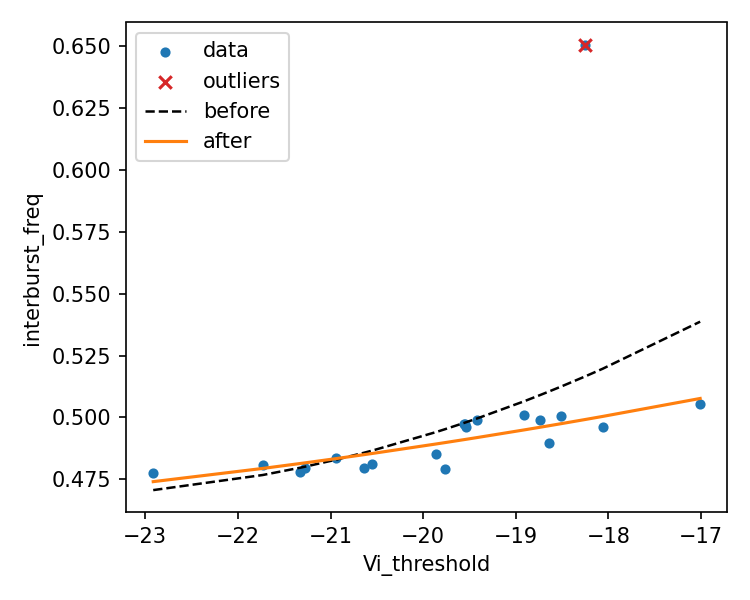 data
outliers
before
after
0.650
0.625
0.600
0.575
0.550
0.525
0.500
0.475
interburst_freq
−23
−22
−21
−20
−19
−18
−17
Vi_threshold